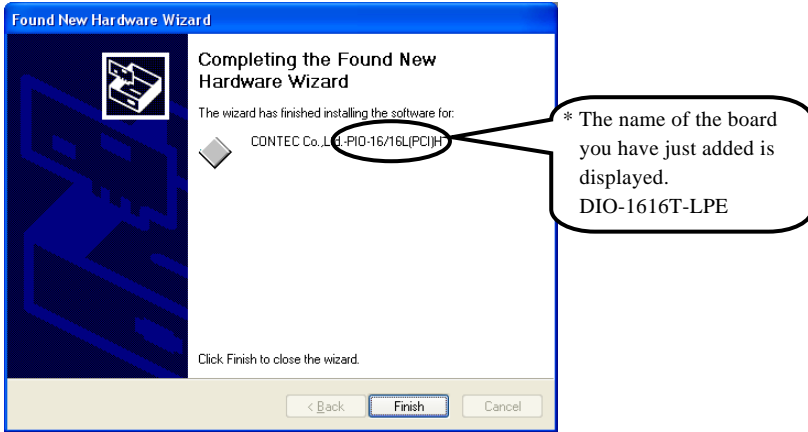 Found New Hardware Wizard
Completing the Found New
Hardware Wizard
The wizard has finished installing the software for:
CONTEC Co.,Ltd.-PIO-16/16L(PCI)H
Click Finish to close the wizard.
< Back
Finish
Cancel
* The name of the board
you have just added is
displayed.
DIO-1616T-LPE